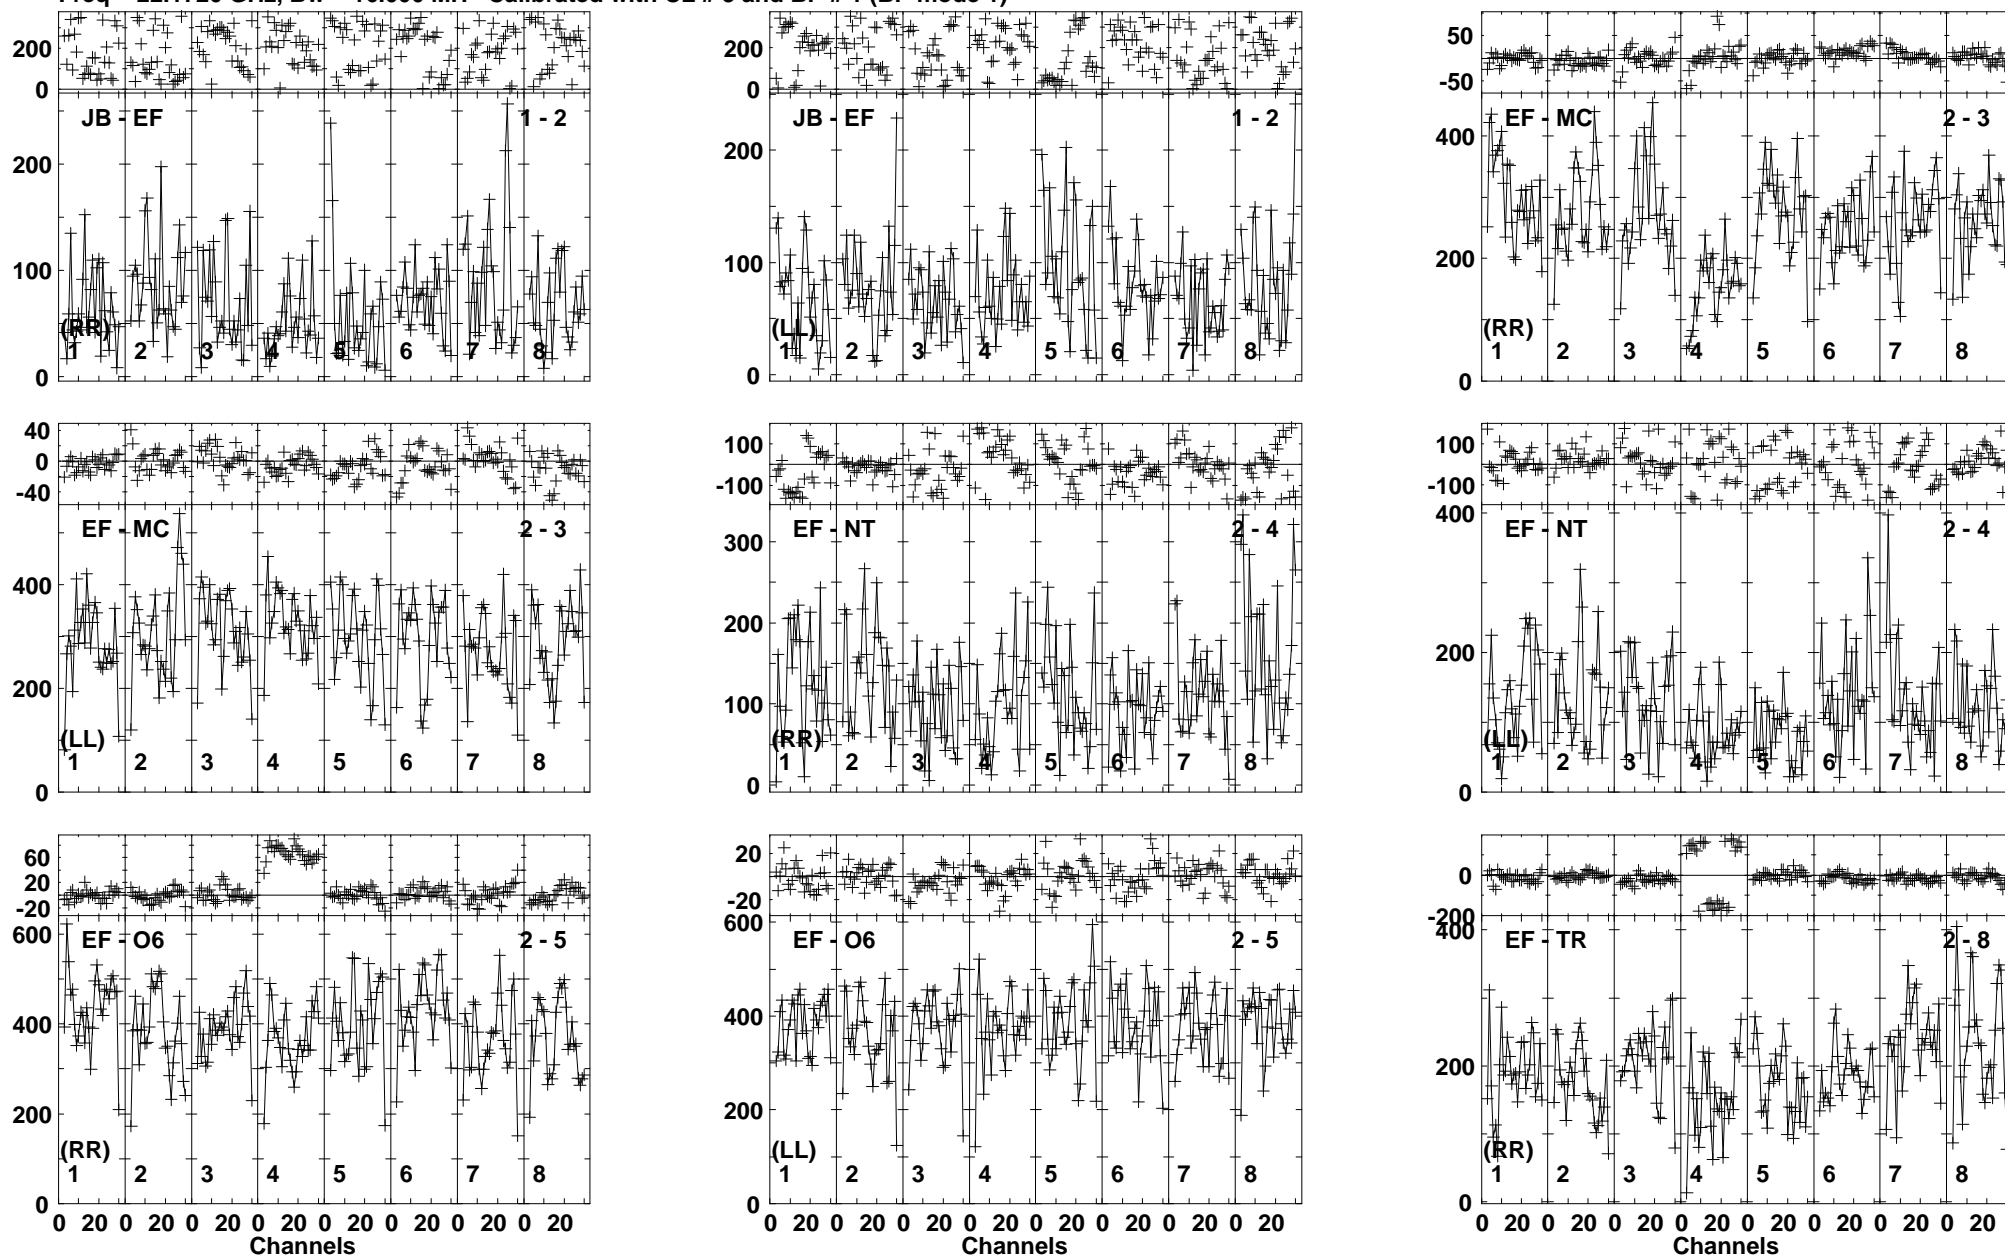 200 0 200 0 50 0 -50
JB - EF 1 - 2 JB - EF 1 - 2 EF - MC 2 - 3
200 100 0 200 100 0 400 200 0
(RR) (LL) (RR)
1 2 3 4 5 6 7 8 1 2 3 4 5 6 7 8 1 2 3 4 5 6 7 8
40 0 -40 100 -100 100 0 -100
EF - MC 2 - 3 EF - NT 2 - 4 EF - NT 2 - 4
400 200 0 300 200 100 0 400 200 0
(LL) (RR) (LL)
1 2 3 4 5 6 7 8 1 2 3 4 5 6 7 8 1 2 3 4 5 6 7 8
60 20 -20 20 -20 0 -200
EF - O6 2 - 5 EF - O6 2 - 5 EF - TR 2 - 8
600 400 200 0 600 400 200 0 400 200 0
(RR) (LL) (RR)
1 2 3 4 5 6 7 8 1 2 3 4 5 6 7 8 1 2 3 4 5 6 7 8
0 20 0 20 0 20 0 20 0 20 0 20 0 20 0 20 0 20 0 20 0 20 0 20 0 20 0 20 0 20 0 20 0 20 0 20 0 20 0 20 0 20 0 20 0 20 0 20
Channels Channels Channels